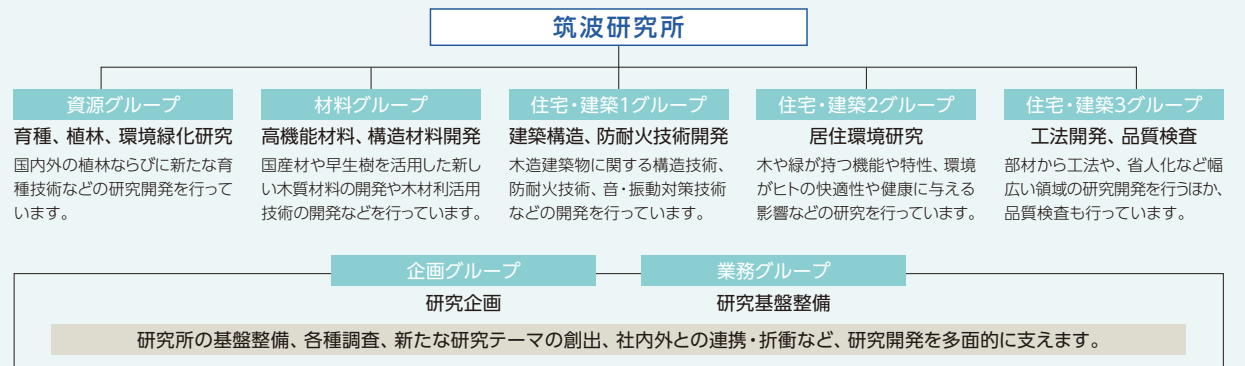 筑波研究所
資源グループ
育種、植林、環境緑化研究
国内外の植林ならびに新たな育
種技術などの研究開発を行って
います。
材料グループ
高機能材料、構造材料開発
国産材や早生樹を活用した新し
い木質材料の開発や木材利活用
技術の開発などを行っています。
住宅・建築1グループ
建築構造、防耐火技術開発
木造建築物に関する構造技術、
防耐火技術、音・振動対策技術
などの開発を行っています。
住宅・建築2グループ
居住環境研究
木や緑が持つ機能や特性、環境
がヒトの快適性や健康に与える
影響などの研究を行っています。
住宅・建築3グループ
工法開発、品質検査
部材から工法や、省人化など幅
広い領域の研究開発を行うほか、
品質検査も行っています。
企画グループ
研究企画
業務グループ
研究基盤整備
研究所の基盤整備、各種調査、新たな研究テーマの創出、社内外との連携・折衝など、研究開発を多面的に支えます。